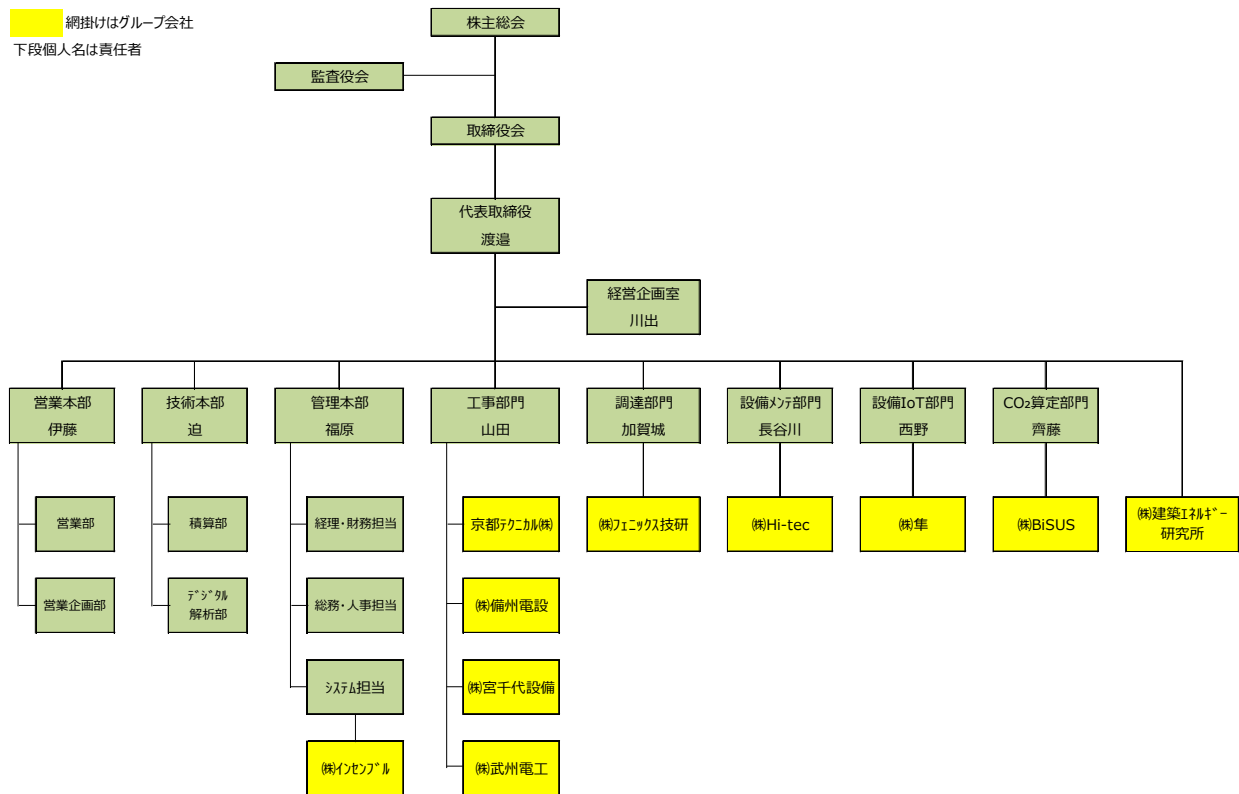 網掛けはグループ会社
下段個人名は責任者
株主総会
監査役会
取締役会
代表取締役
渡邉
経営企画室
川出
営業本部
伊藤
技術本部
迫
管理本部
福原
工事部門
山田
調達部門
加賀城
設備ﾒﾝﾃ部門
長谷川
設備IoT部門
西野
CO₂算定部門
齊藤
営業部
積算部
経理・財務担当
京都ﾃｸﾆｶﾙ㈱
㈱ﾌｪﾆｯｸｽ技研
㈱Hi-tec
㈱隼
㈱BiSUS
㈱建築ｴﾈﾙｷﾞｰ
研究所
営業企画部
ﾃﾞｼﾞﾀﾙ
解析部
総務・人事担当
㈱備州電設
ｼｽﾃﾑ担当
㈱宮千代設備
㈱ｲﾝセﾝﾌﾞﾙ
㈱武州電工